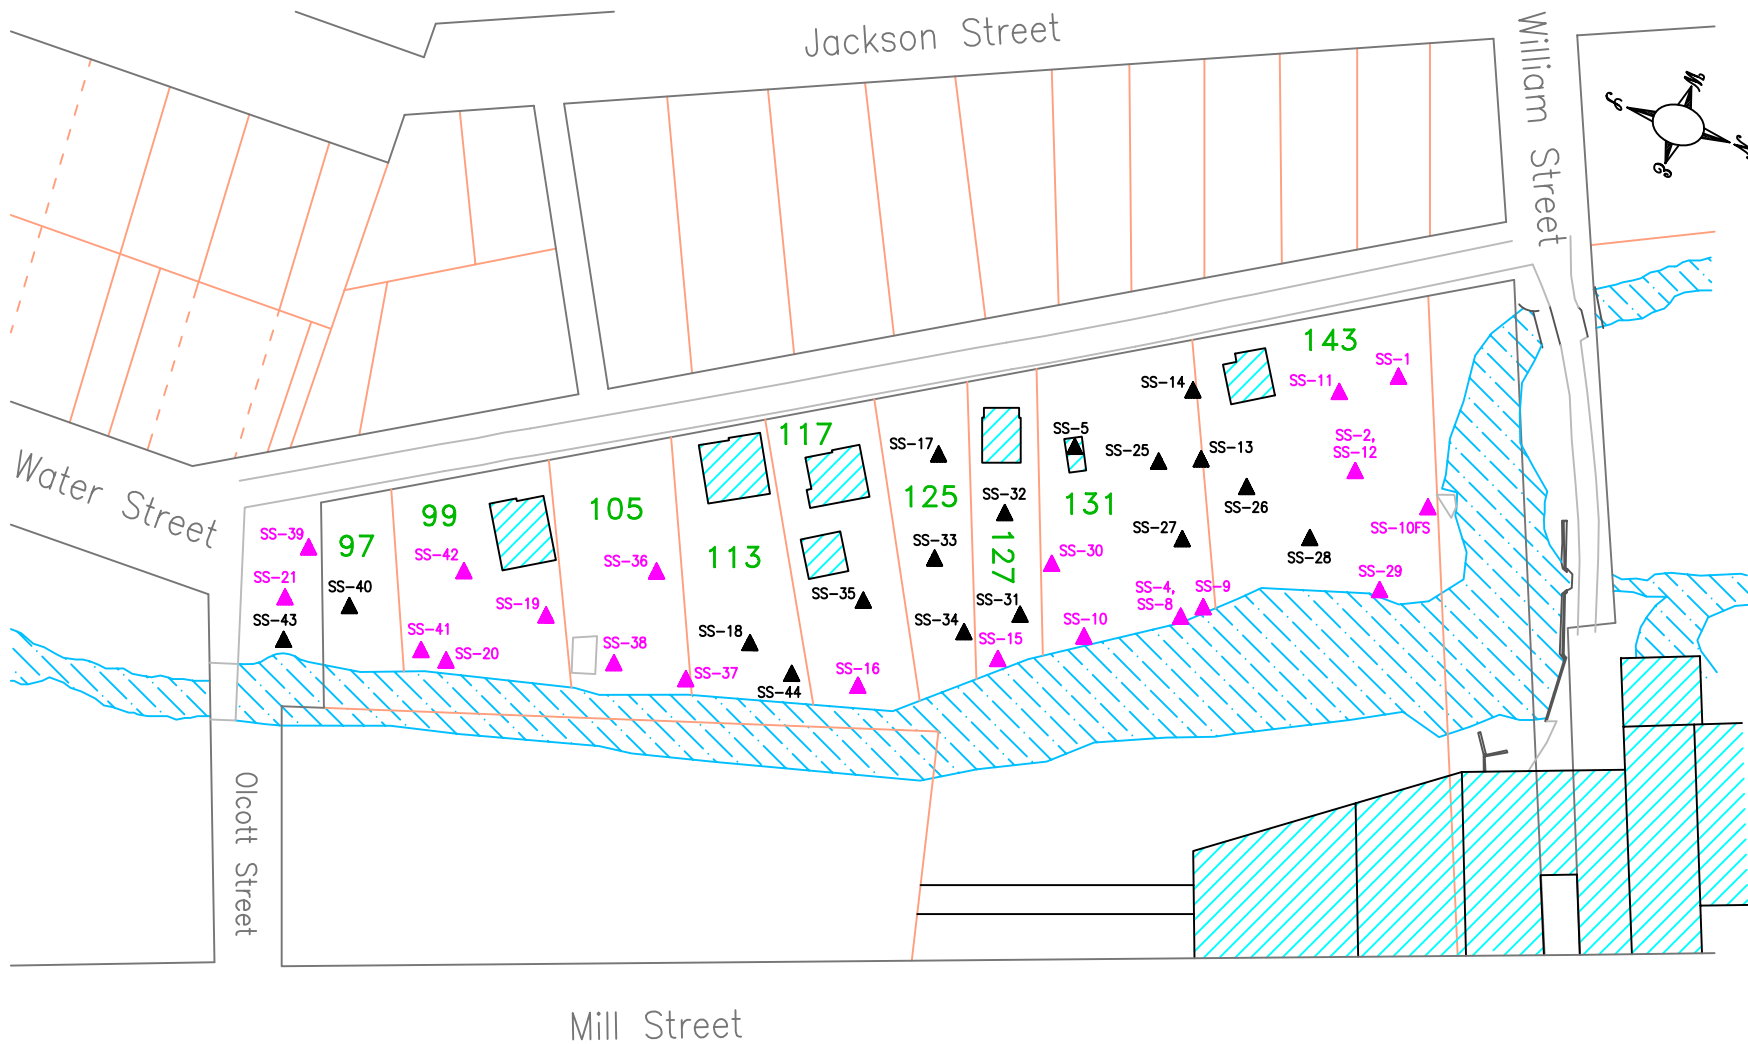 Jackson Street
William Street
W
S
N
E
143
SS-1
SS-11
SS-14
117
SS-5
SS-2,
SS-12
SS-17
SS-25
SS-13
Water Street
99
105
125
SS-32
131
SS-26
SS-10FS
SS-39
97
SS-42
SS-36
113
SS-33
127
SS-30
SS-27
SS-28
SS-21
SS-40
SS-19
SS-35
SS-31
SS-4,
SS-8
SS-9
SS-29
SS-43
SS-41
SS-20
SS-38
SS-18
SS-34
SS-15
SS-10
SS-37
SS-44
SS-16
Olcott Street
Mill Street